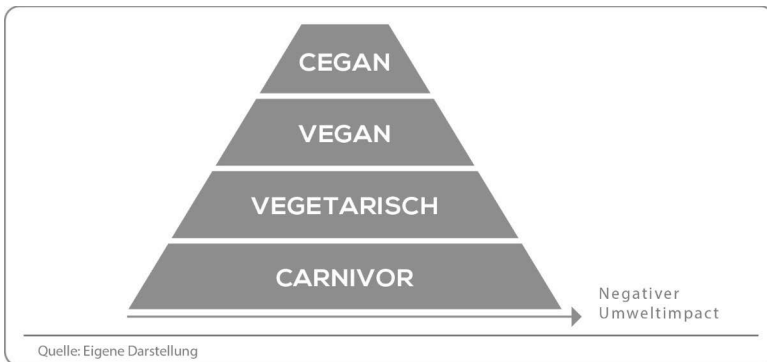 CEGAN
VEGAN
VEGETARISCH
CARNIVOR
Negativer
Umweltimpact
Quelle: Eigene Darstellung